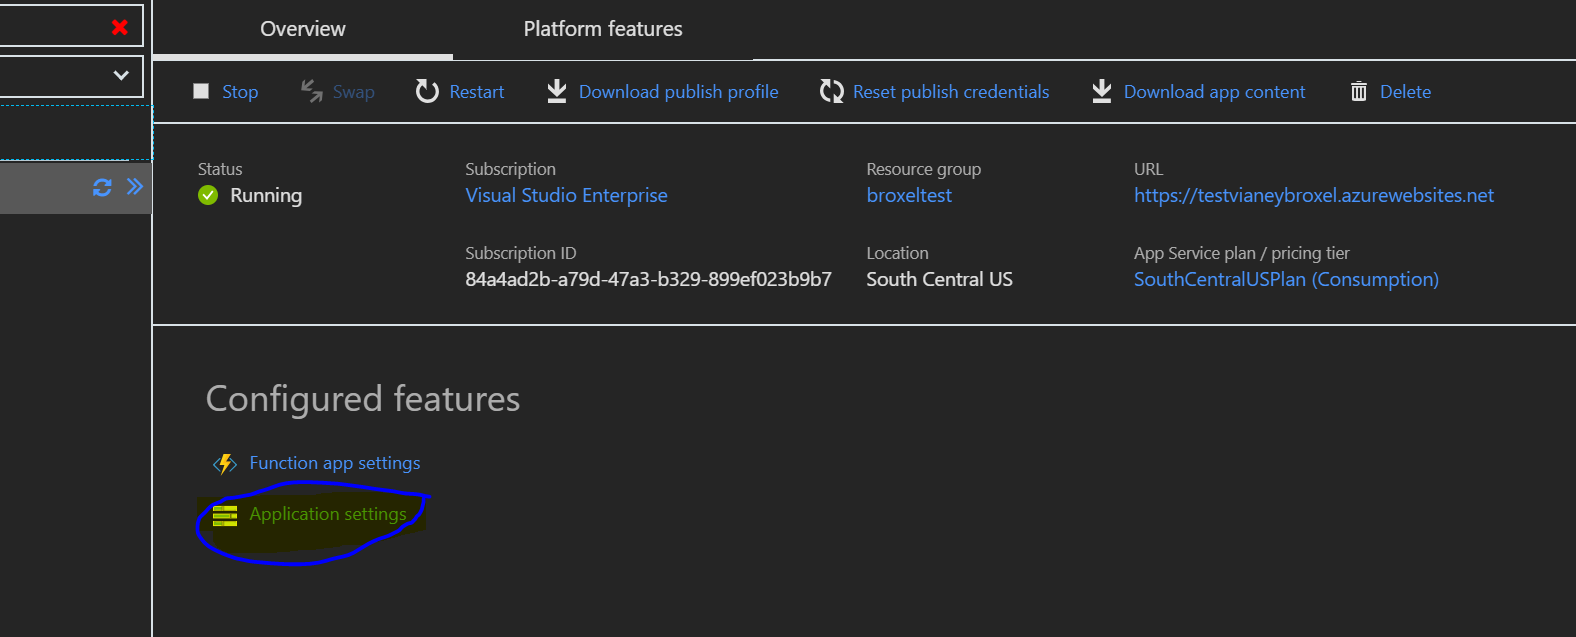 Overview Platform features
Stop Swap Restart Download publish profile Reset publish credentials Download app content Delete
Status Subscription Resource group URL
Running Visual Studio Enterprise broxeltest https://testvianeybroxel.azurewebsites.net
Subscription ID Location App Service plan / pricing tier
84a4ad2b-a79d-47a3-b329-899ef023b9b7 South Central US SouthCentralUSPlan (Consumption)
Configured features
Function app settings
Application settings